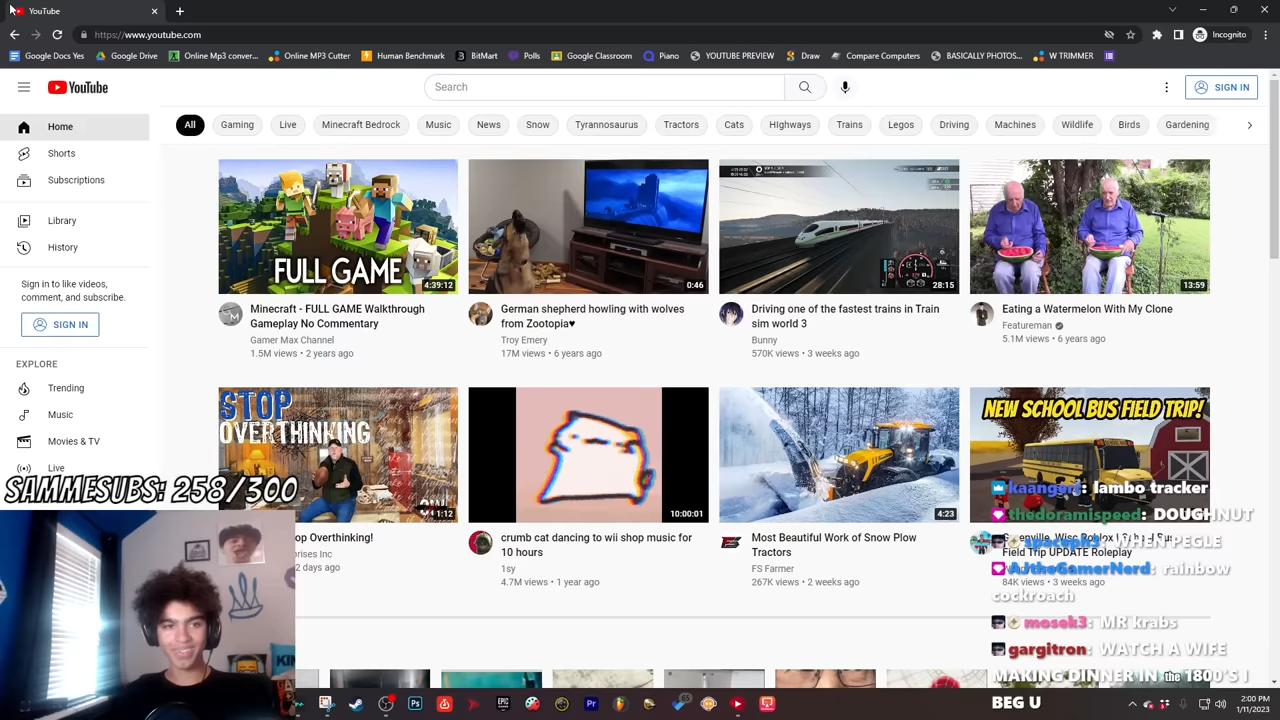 YouTube
https://www.youtube.com
Incognito
Google Docs Yes
Google Drive
Online Mp3 conver...
Online MP3 Cutter
Human Benchmark
BitMart
Polls
Google Classroom
Piano
YOUTUBE PREVIEW
Draw
Compare Computers
BASICALLY PHOTOS...
W TRIMMER
YouTube
Search
SIGN IN
Home
Shorts
Subscriptions
Library
History
Sign in to like videos,
comment, and subscribe.
SIGN IN
EXPLORE
Trending
Music
Movies & TV
Live
All
Gaming
Live
Minecraft Bedrock
Music
News
Snow
Tyrannosaurus
Tractors
Cats
HIghways
Trains
Legos
Driving
Machines
Wildlife
Birds
Gardening
FULL GAME
4:39:12
Minecraft - FULL GAME Walkthrough
Gameplay No Commentary
Gamer Max Channel
1.5M views • 2 years ago
0:46
German shepherd howling with wolves
from Zootopia♥
Troy Emery
17M views • 6 years ago
28:15
Driving one of the fastest trains in Train
sim world 3
Bunny
570K views • 3 weeks ago
13:59
Eating a Watermelon With My Clone
Featureman
5.1M views • 6 years ago
STOP
OVERTHINKING
1:12
op Overthinking!
prises Inc
2 days ago
10:00:01
crumb cat dancing to wii shop music for
10 hours
1sy
4.7M views • 1 year ago
4:23
Most Beautiful Work of Snow Plow
Tractors
FS Farmer
267K views • 2 weeks ago
NEW SCHOOL BUS FIELD TRIP!
Field Trip UPDATE Roleplay
84K views • 3 weeks ago
SAMMESUBS: 258/300
kaangsrf: lambo tracker
thedoramispeed: DOUGHNUT
spaceph3: WHEN PEGLE
AJtheGamerNerd: rainbow
cockroach
mosek3: MR krabs
gargitron: WATCH A WIFE
MAKING DINNER IN the 1800'S I
BEG U
2:00 PM
1/11/2023